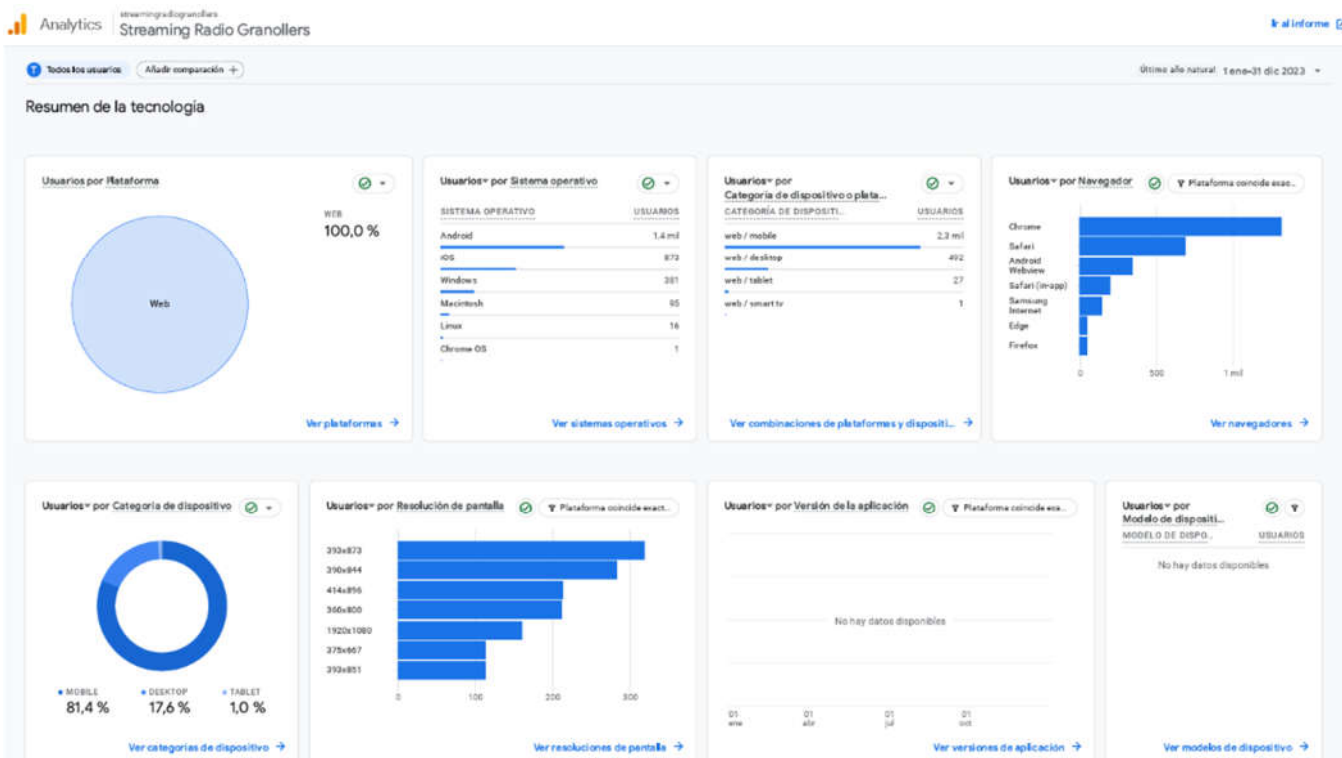 streamingradiogranollers
Analytics
Streaming Radio Granollers
Ir al informe
T Todos los usuarios
Añadir comparación +
Último año natural 1 ene-31 dic 2023
Resumen de la tecnología
Usuarios por Plataforma
WEB
100,0 %
Web
Ver plataformas →
Usuarios por Sistema operativo
SISTEMA OPERATIVO USUARIOS
Android 1,4 mil
iOS 873
Windows 381
Macintosh 95
Linux 16
Chrome OS 1
Ver sistemas operativos →
Usuarios por
Categoría de dispositivo o plata...
CATEGORÍA DE DISPOSITI... USUARIOS
web / mobile 2,3 mil
web / desktop 492
web / tablet 27
web / smart tv 1
Ver combinaciones de plataformas y dispositi... →
Usuarios por Navegador
Plataforma coincide exac...
Chrome
Safari
Android
Webview
Safari (in-app)
Samsung
Internet
Edge
Firefox
0 500 1 mil
Ver navegadores →
Usuarios por Categoría de dispositivo
MOBILE DESKTOP TABLET
81,4 % 17,6 % 1,0 %
Ver categorías de dispositivo →
Usuarios por Resolución de pantalla
Plataforma coincide exact...
393x873
390x844
414x896
360x800
1920x1080
375x667
393x851
0 100 200 300
Ver resoluciones de pantalla →
Usuarios por Versión de la aplicación
Plataforma coincide exa...
No hay datos disponibles
01 01 01 01
ene abr jul oct
Ver versiones de aplicación →
Usuarios por
Modelo de dispositi...
MODELO DE DISPO... USUARIOS
No hay datos disponibles
Ver modelos de dispositivo →